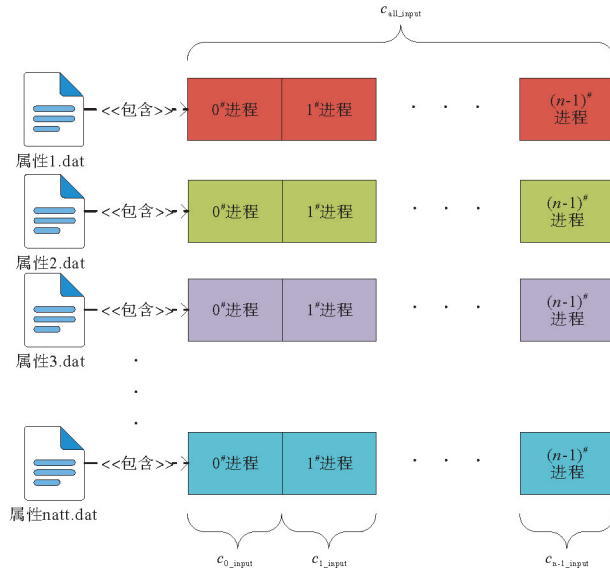 c_all_input
0#进程 1#进程 · · · (n-1)#进程
<<包含>>
属性1.dat
0#进程 1#进程 · · · (n-1)#进程
<<包含>>
属性2.dat
0#进程 1#进程 · · · (n-1)#进程
<<包含>>
属性3.dat
0#进程 1#进程 · · · (n-1)#进程
<<包含>>
属性natt.dat
c_0_input c_1_input c_n-1_input